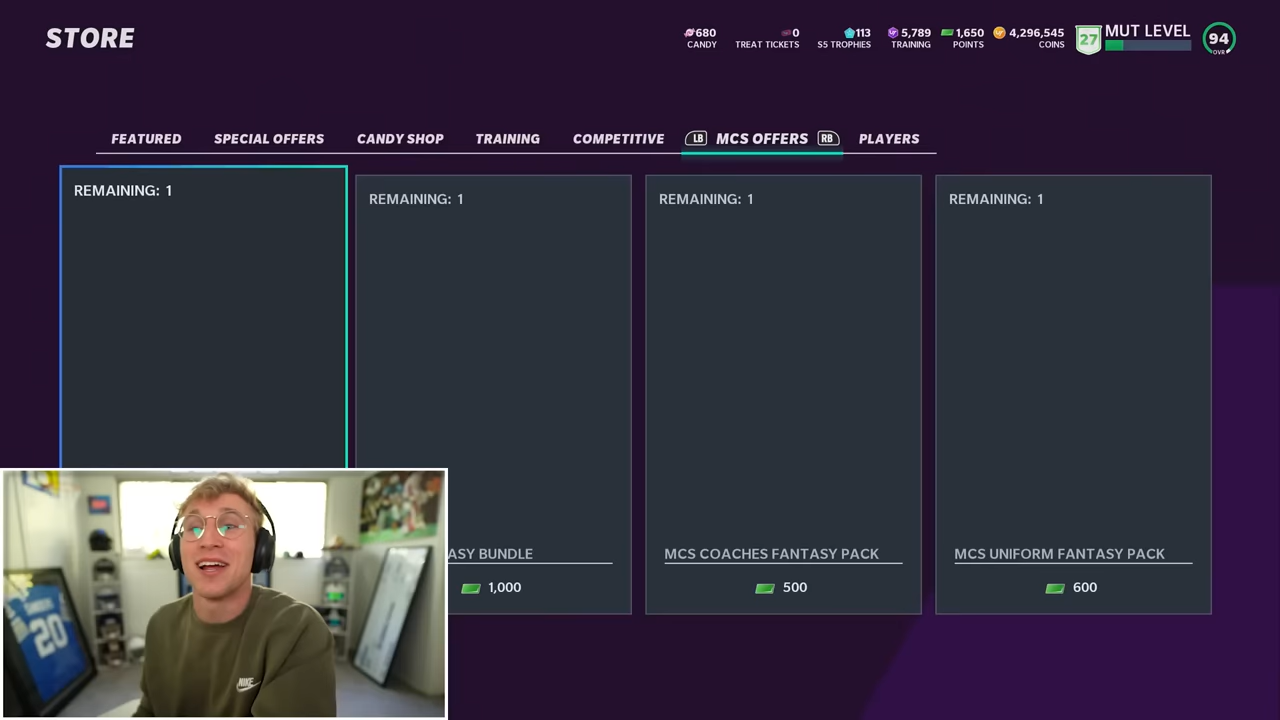 STORE
680
CANDY
0
TREAT TICKETS
113
S5 TROPHIES
5,789
TRAINING
1,650
POINTS
4,296,545
COINS
27
MUT LEVEL
94
OVR
FEATURED
SPECIAL OFFERS
CANDY SHOP
TRAINING
COMPETITIVE
LB
MCS OFFERS
RB
PLAYERS
REMAINING: 1
REMAINING: 1
REMAINING: 1
REMAINING: 1
ASY BUNDLE
MCS COACHES FANTASY PACK
MCS UNIFORM FANTASY PACK
1,000
500
600
20
NIKE